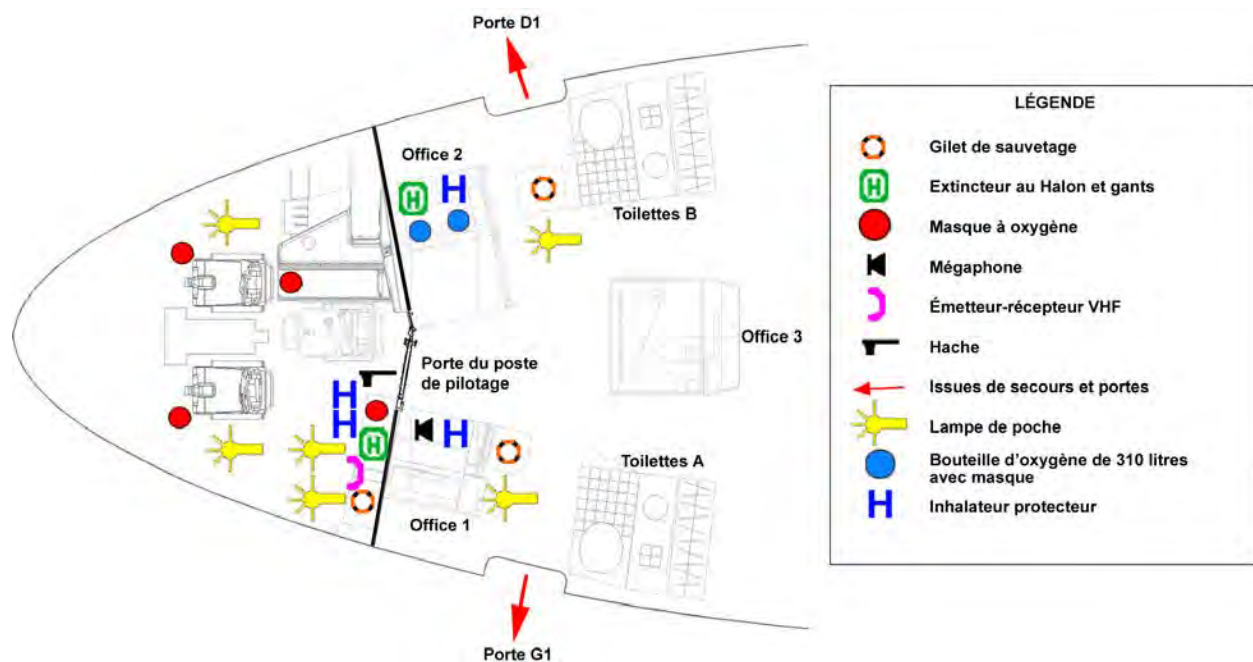 Porte D1
Office 2
Toilettes B
Office 3
Porte du poste
de pilotage
Toilettes A
Office 1
Porte G1
LÉGENDE
Gilet de sauvetage
H Extincteur au Halon et gants
Masque à oxygène
Mégaphone
Émetteur-récepteur VHF
Hache
Issues de secours et portes
Lampe de poche
Bouteille d'oxygène de 310 litres
avec masque
H Inhalateur protecteur